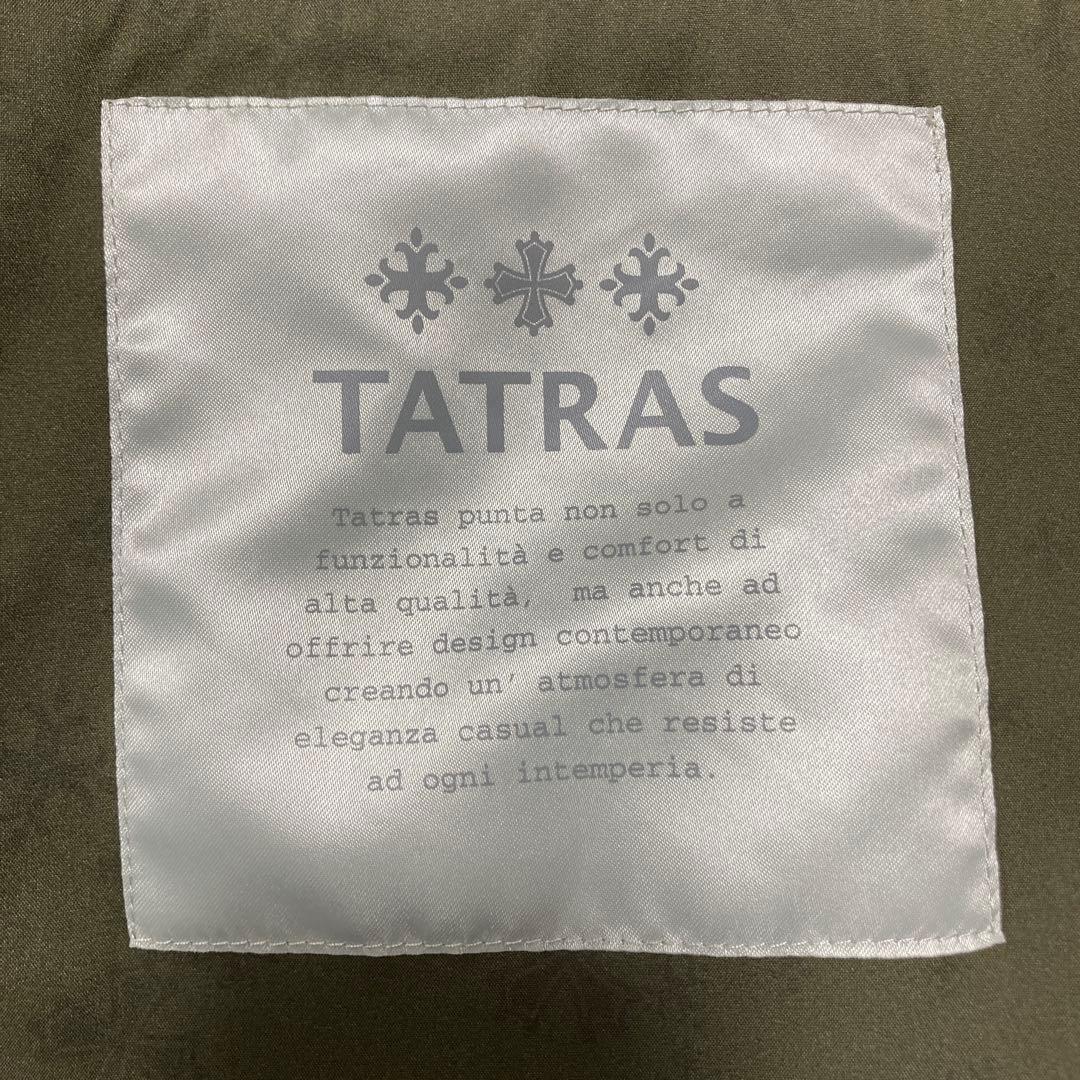 TATRAS
Tatras punta non solo a
funzionalità e comfort di
alta qualità, ma anche ad
offrire design contemporaneo
creando un' atmosfera di
eleganza casual che resiste
ad ogni intemperia.